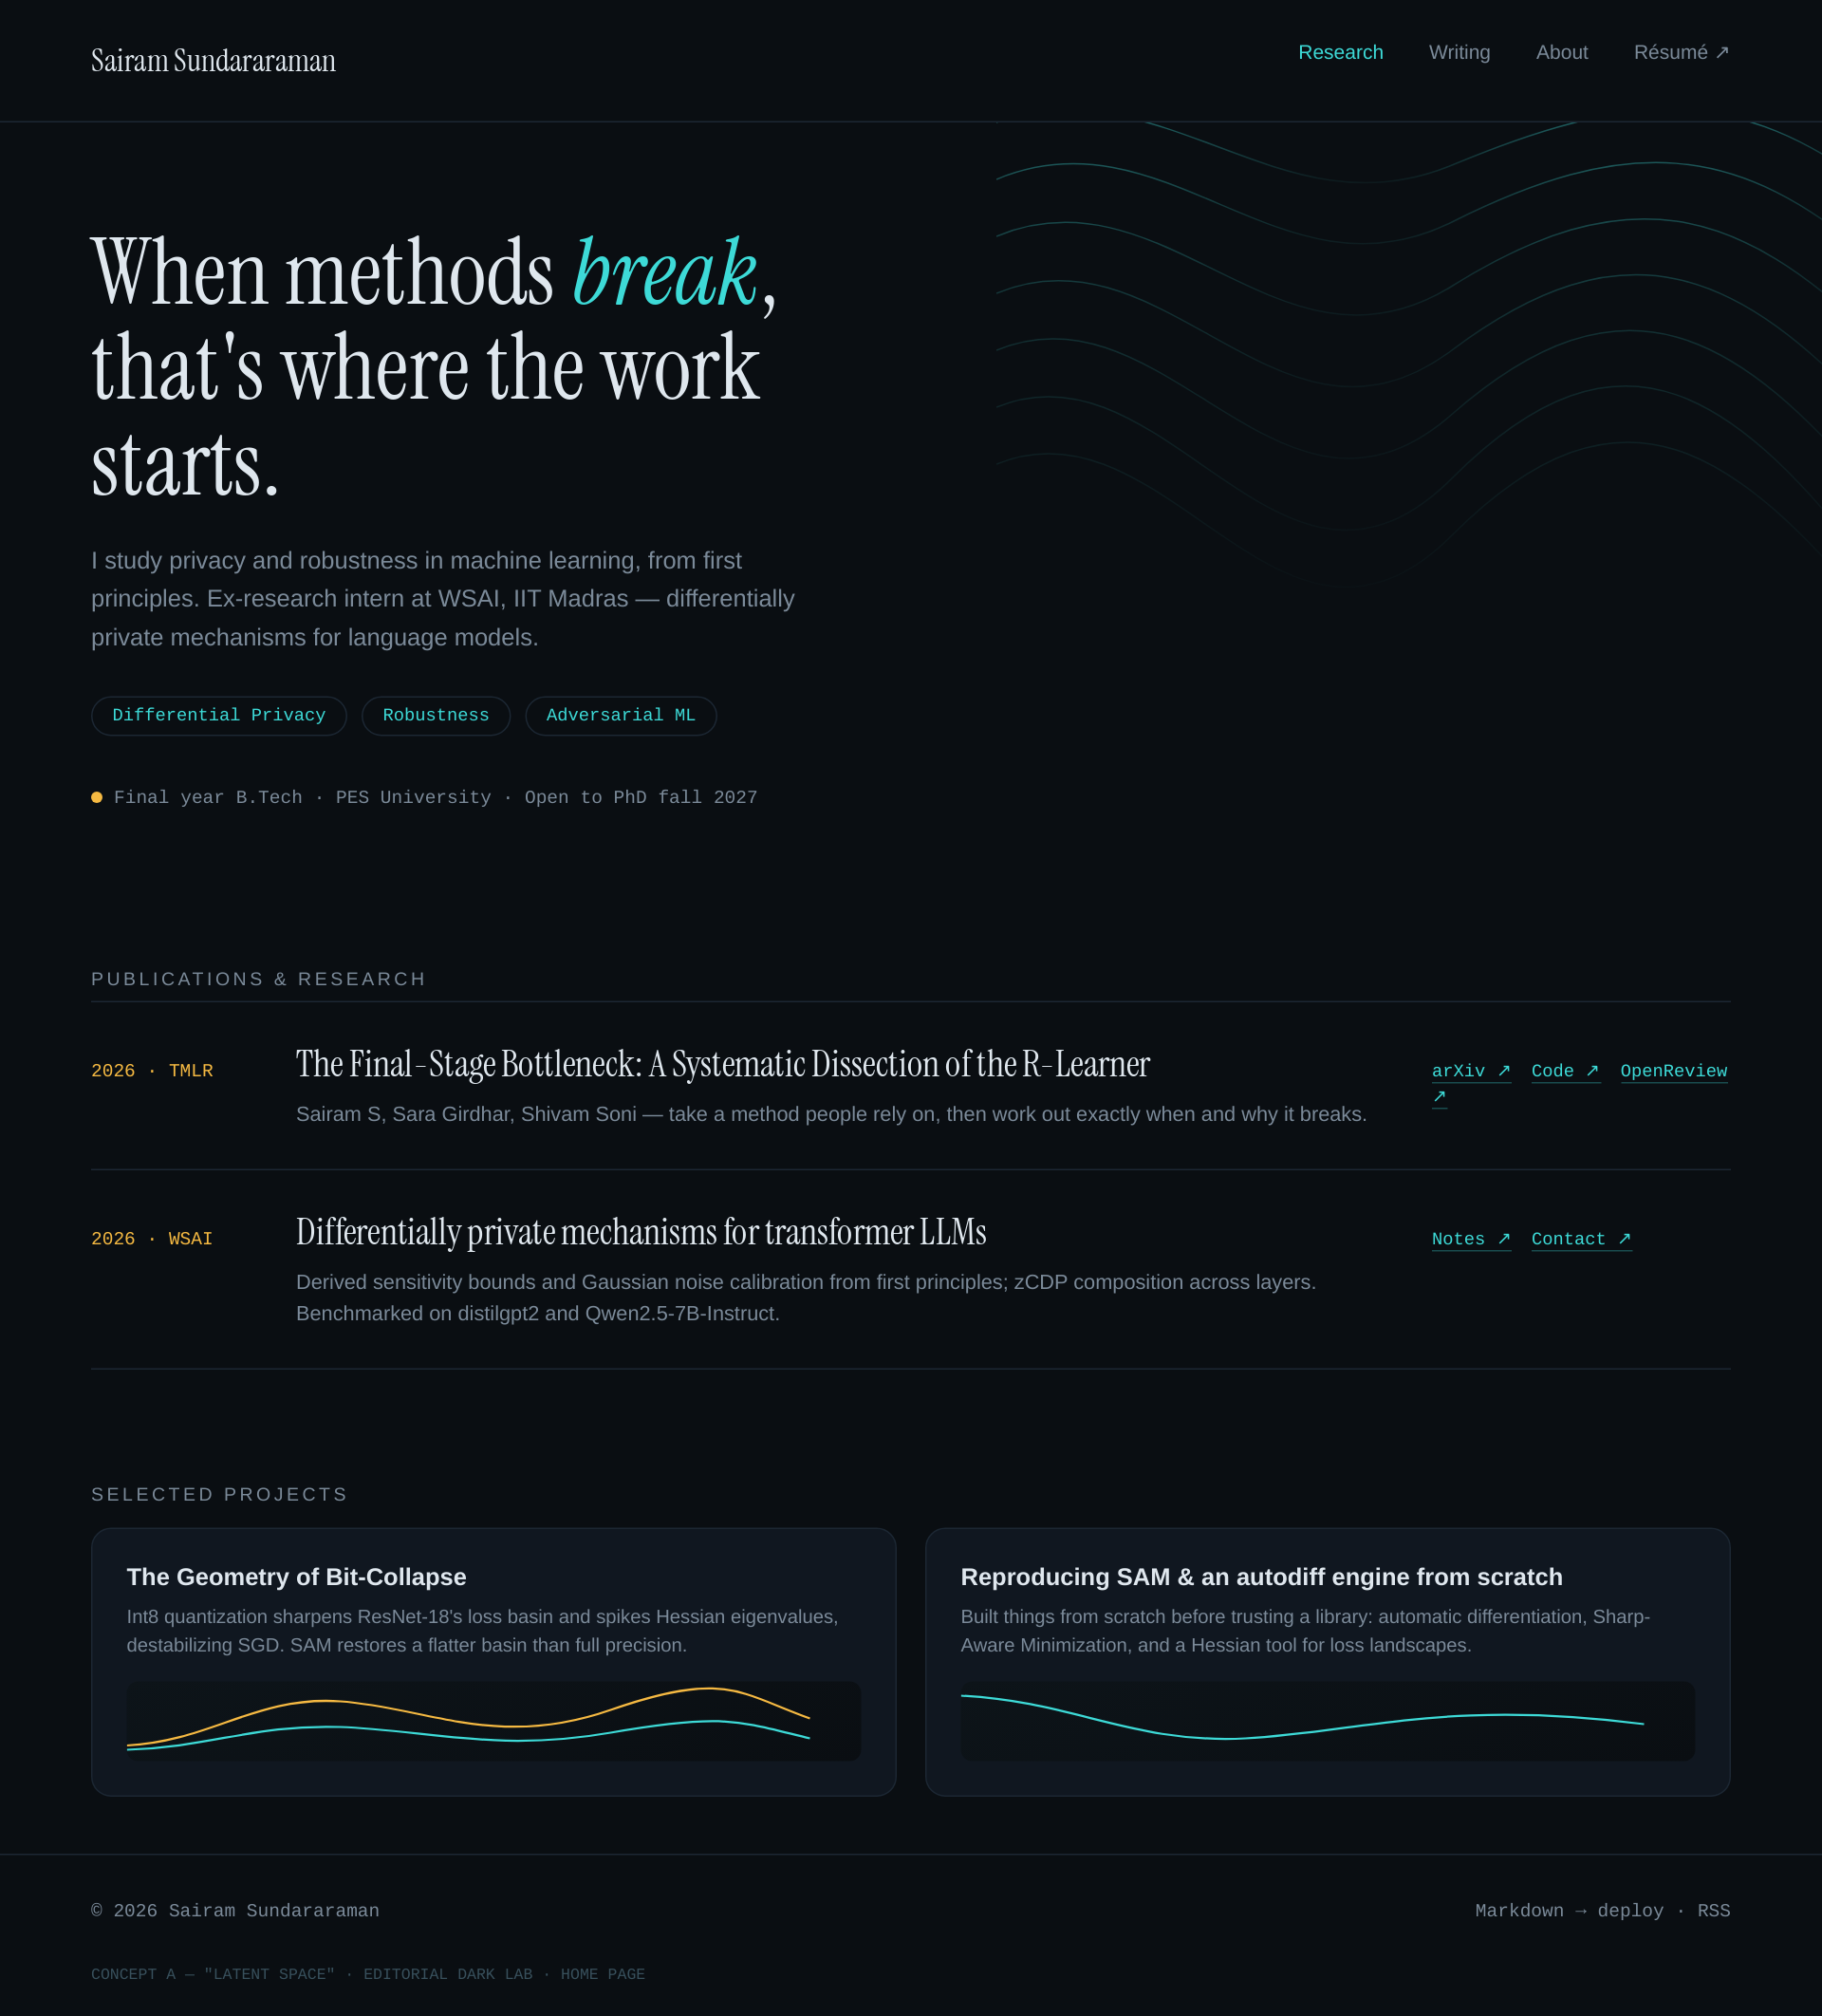 Sairam Sundararaman
Research
Writing
About
Résumé ↗
When methods break,
that's where the work
starts.
I study privacy and robustness in machine learning, from first
principles. Ex-research intern at WSAI, IIT Madras — differentially
private mechanisms for language models.
Differential Privacy
Robustness
Adversarial ML
Final year B.Tech · PES University · Open to PhD fall 2027
PUBLICATIONS & RESEARCH
2026 · TMLR
The Final-Stage Bottleneck: A Systematic Dissection of the R-Learner
Sairam S, Sara Girdhar, Shivam Soni — take a method people rely on, then work out exactly when and why it breaks.
arXiv ↗ Code ↗ OpenReview
↗
2026 · WSAI
Differentially private mechanisms for transformer LLMs
Derived sensitivity bounds and Gaussian noise calibration from first principles; zCDP composition across layers.
Benchmarked on distilgpt2 and Qwen2.5-7B-Instruct.
Notes ↗ Contact ↗
SELECTED PROJECTS
The Geometry of Bit-Collapse
Int8 quantization sharpens ResNet-18's loss basin and spikes Hessian eigenvalues,
destabilizing SGD. SAM restores a flatter basin than full precision.
Reproducing SAM & an autodiff engine from scratch
Built things from scratch before trusting a library: automatic differentiation, Sharp-
Aware Minimization, and a Hessian tool for loss landscapes.
© 2026 Sairam Sundararaman
Markdown → deploy · RSS
CONCEPT A — "LATENT SPACE" · EDITORIAL DARK LAB · HOME PAGE